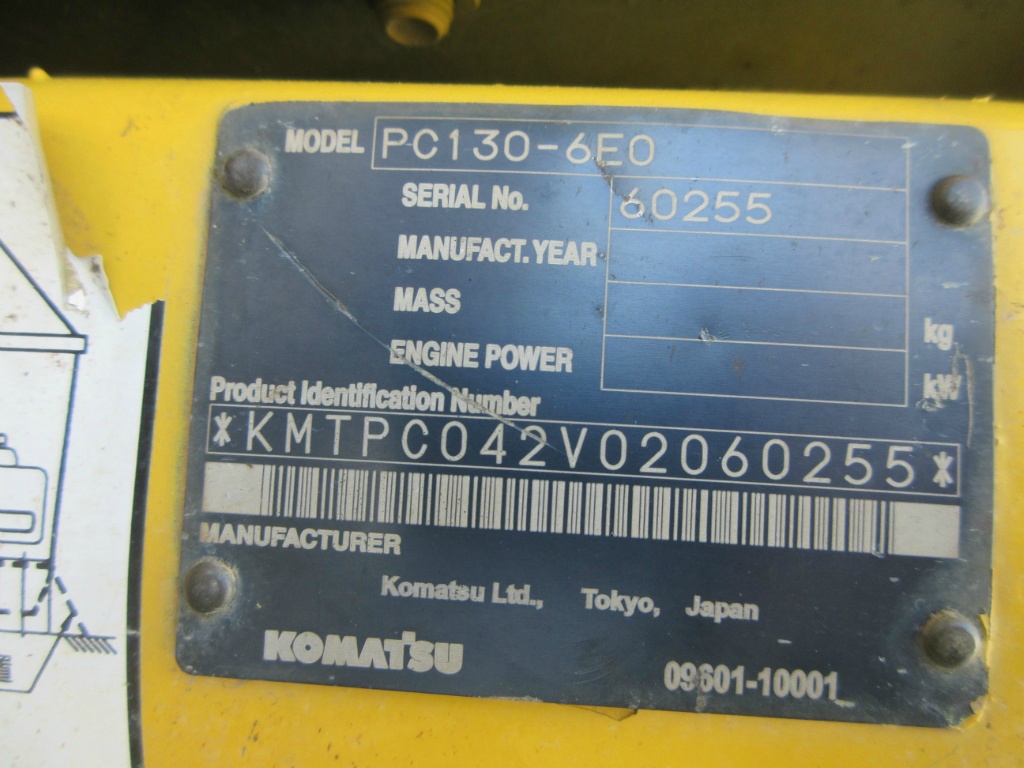 MODEL PC130-6E0
SERIAL No. 60255
MANUFACT. YEAR
MASS kg
ENGINE POWER kW
Product Identification Number
*KMTPC042V02060255*
MANUFACTURER
Komatsu Ltd., Tokyo, Japan
KOMATSU 09601-10001